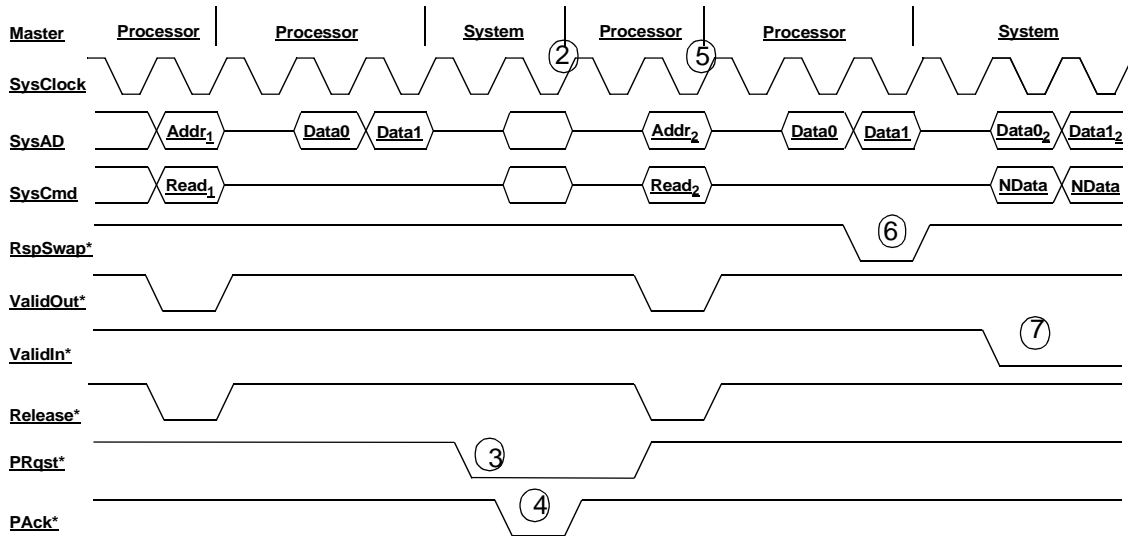 Master Processor Processor System Processor Processor System
2 5
SysClock
SysAD Addr1 Data0 Data1 Addr2 Data0 Data1 Data02 Data12
SysCmd Read1 Read2 NData NData
RspSwap* 6
ValidOut*
ValidIn* 7
Release*
PRqst* 3
PAck* 4